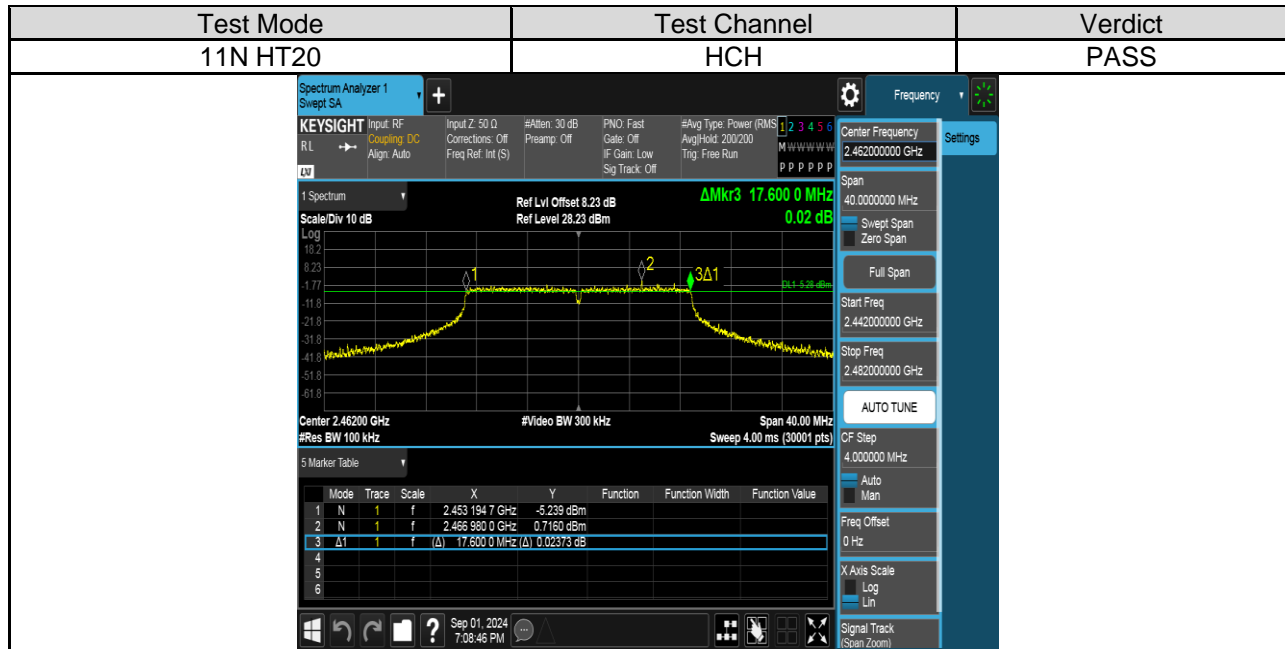 Test Mode Test Channel Verdict
11N HT20 HCH PASS
Spectrum Analyzer 1
Swept SA
+
Frequency
KEYSIGHT Input: RF Input Z: 50 Ω #Atten: 30 dB PNO: Fast #Avg Type: Power (RMS 1 2 3 4 5 6
RL Coupling: DC Corrections: Off Preamp: Off Gate: Off Avg|Hold: 200/200 M W W W W W
Align: Auto Freq Ref: Int (S) IF Gain: Low Trig: Free Run
LXI Sig Track: Off P P P P P P
Center Frequency
2.462000000 GHz
Settings
Span
40.0000000 MHz
Swept Span
Zero Span
Full Span
Start Freq
2.442000000 GHz
Stop Freq
2.482000000 GHz
AUTO TUNE
CF Step
4.000000 MHz
Auto
Man
Freq Offset
0 Hz
X Axis Scale
Log
Lin
Signal Track
(Span Zoom)
1 Spectrum
Ref Lvl Offset 8.23 dB ΔMkr3 17.600 0 MHz
Scale/Div 10 dB Ref Level 28.23 dBm 0.02 dB
Log
18.2
8.23
-1.77
-11.8
-21.8
-31.8
-41.8
-51.8
-61.8
1
2
3Δ1
DL1 -5.28 dBm
Center 2.46200 GHz #Video BW 300 kHz Span 40.00 MHz
#Res BW 100 kHz Sweep 4.00 ms (30001 pts)
5 Marker Table
Mode Trace Scale X Y Function Function Width Function Value
1 N 1 f 2.453 194 7 GHz -5.239 dBm
2 N 1 f 2.466 980 0 GHz 0.7160 dBm
3 Δ1 1 f (Δ) 17.600 0 MHz (Δ) 0.02373 dB
4
5
6
? Sep 01, 2024
7:08:46 PM